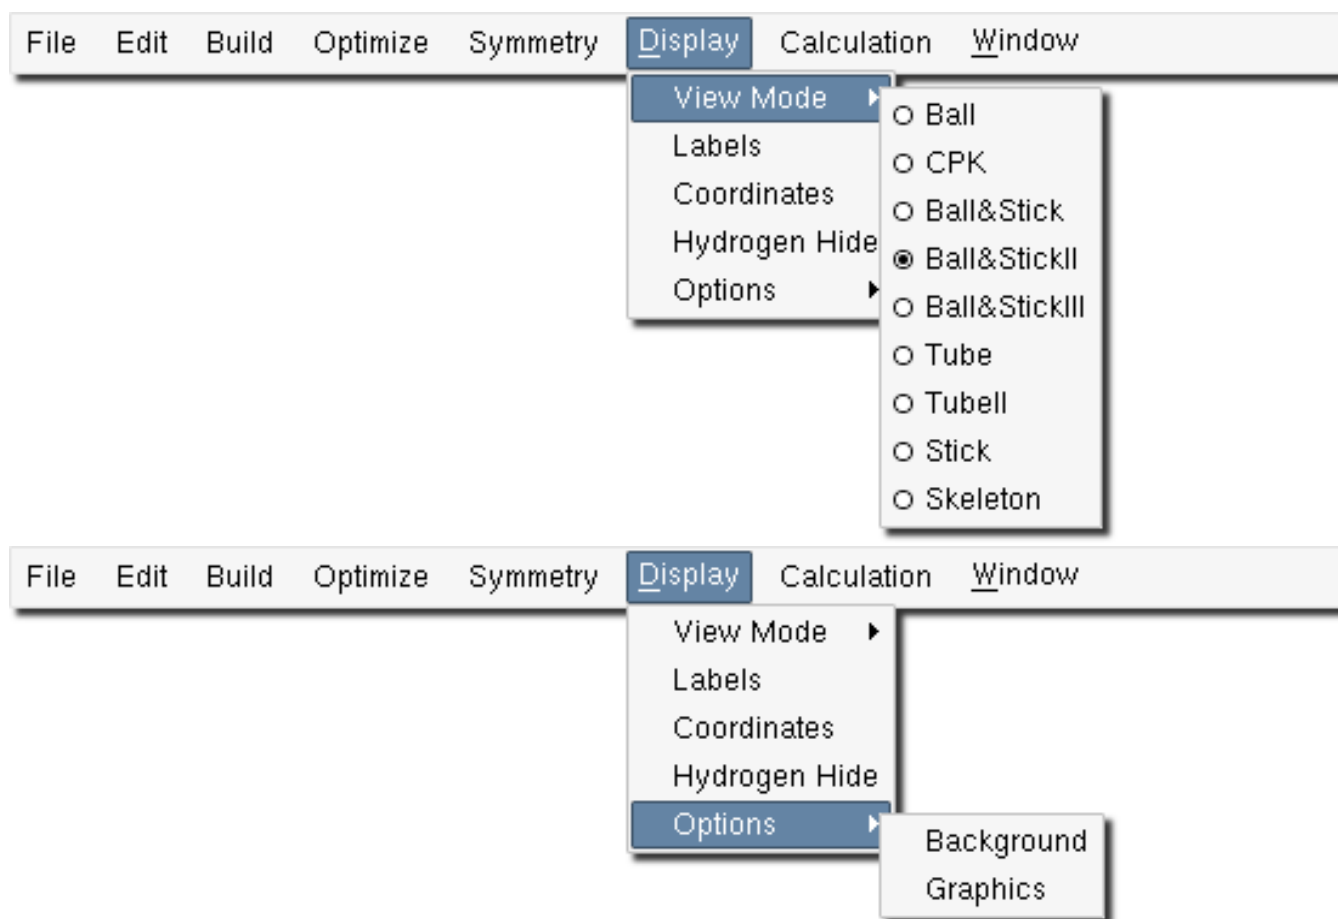 File Edit Build Optimize Symmetry Display Calculation Window
View Mode
Labels
Coordinates
Hydrogen Hide
Options
Ball
CPK
Ball&Stick
Ball&StickII
Ball&StickIII
Tube
TubeII
Stick
Skeleton
File Edit Build Optimize Symmetry Display Calculation Window
View Mode
Labels
Coordinates
Hydrogen Hide
Options
Background
Graphics